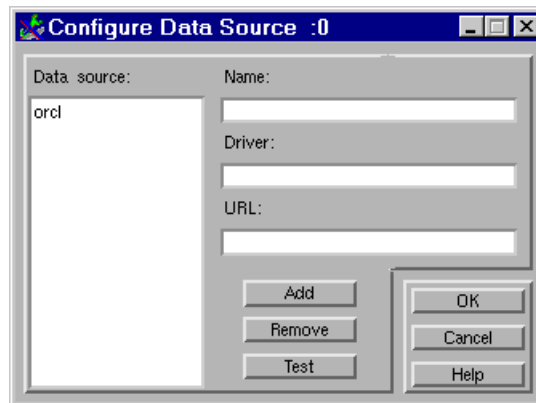 Configure Data Source :0
Data source:
orcl
Name:
Driver:
URL:
Add
Remove
Test
OK
Cancel
Help